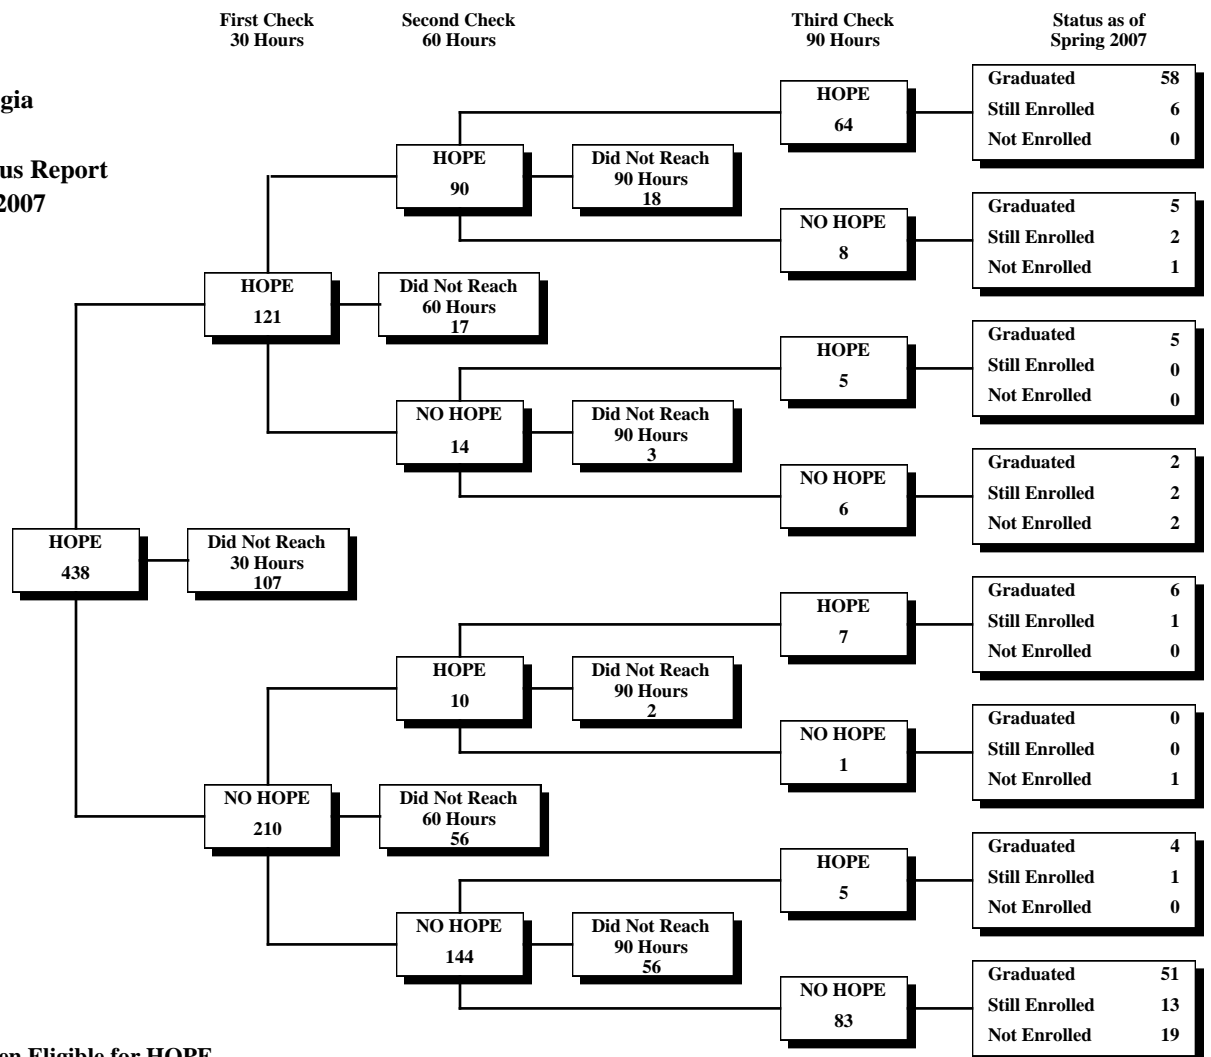 First Check
30 Hours
Second Check
60 Hours
Third Check
90 Hours
Status as of
Spring 2007
gia
us Report
2007
HOPE
64
Graduated 58
Still Enrolled 6
Not Enrolled 0
HOPE
90
Did Not Reach
90 Hours
18
NO HOPE
8
Graduated 5
Still Enrolled 2
Not Enrolled 1
HOPE
121
Did Not Reach
60 Hours
17
HOPE
5
Graduated 5
Still Enrolled 0
Not Enrolled 0
NO HOPE
14
Did Not Reach
90 Hours
3
NO HOPE
6
Graduated 2
Still Enrolled 2
Not Enrolled 2
HOPE
438
Did Not Reach
30 Hours
107
HOPE
7
Graduated 6
Still Enrolled 1
Not Enrolled 0
HOPE
10
Did Not Reach
90 Hours
2
NO HOPE
1
Graduated 0
Still Enrolled 0
Not Enrolled 1
NO HOPE
210
Did Not Reach
60 Hours
56
HOPE
5
Graduated 4
Still Enrolled 1
Not Enrolled 0
NO HOPE
144
Did Not Reach
90 Hours
56
NO HOPE
83
Graduated 51
Still Enrolled 13
Not Enrolled 19
en Eligible for HOPE